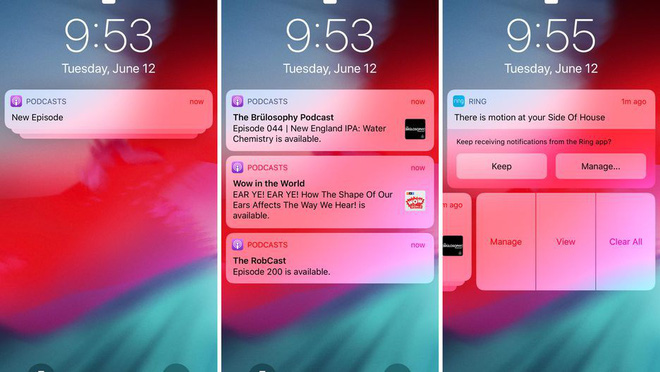 9:53
Tuesday, June 12
PODCASTS
now
New Episode
9:53
Tuesday, June 12
PODCASTS
now
The Brülosophy Podcast
Episode 044 | New England IPA: Water
Chemistry is available.
PODCASTS
now
Wow in the World
EAR YE! EAR YE! How The Shape Of Our
Ears Affects The Way We Hear! is
available.
WOW
PODCASTS
now
The RobCast
Episode 200 is available.
9:55
Tuesday, June 12
ring
RING
1m ago
There is motion at your Side Of House
Keep receiving notifications from the Ring app?
Keep
Manage...
m ago
Manage
View
Clear All